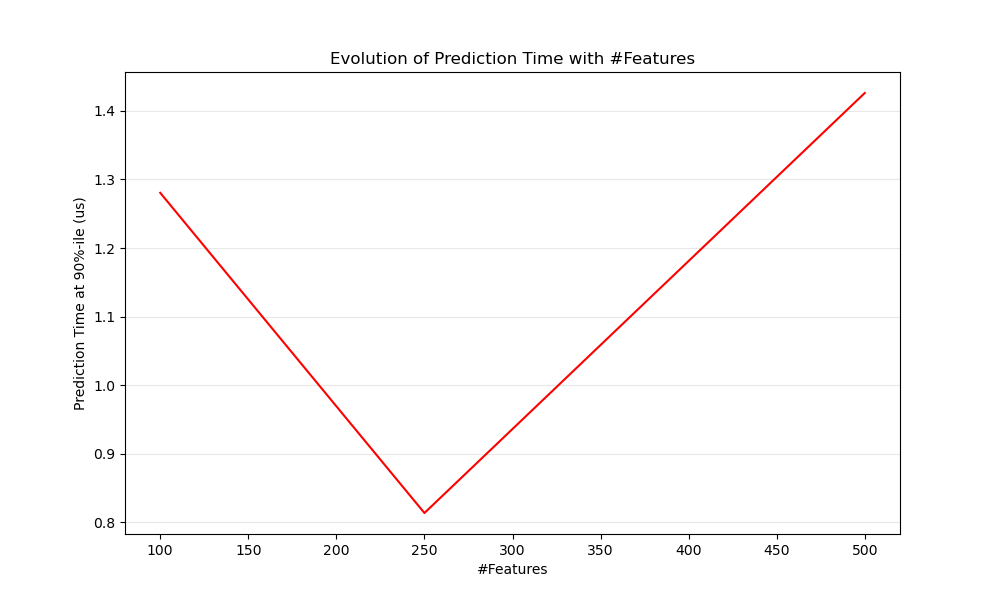 Evolution of Prediction Time with #Features
Prediction Time at 90%-ile (us)
1.4
1.3
1.2
1.1
1.0
0.9
0.8
100 150 200 250 300 350 400 450 500
#Features